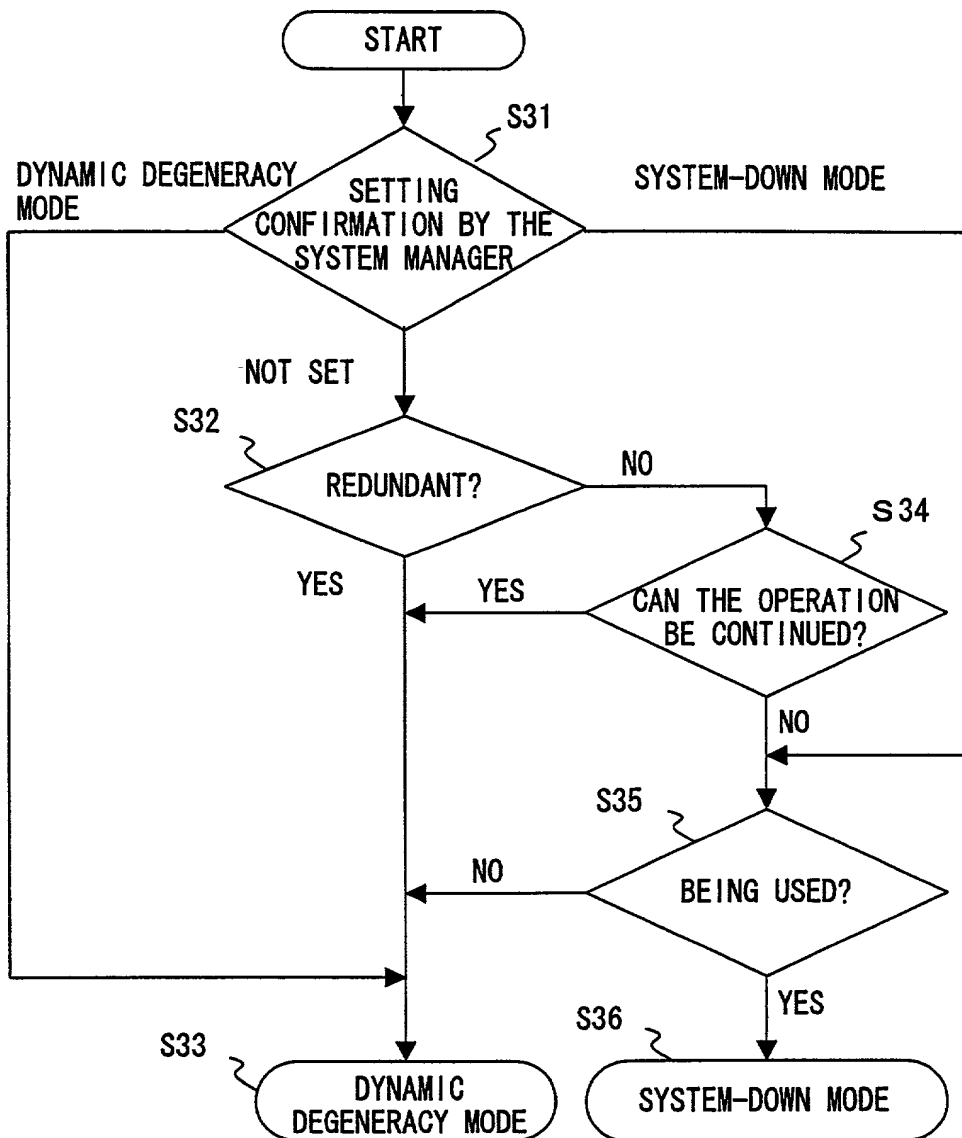 START
S31
DYNAMIC DEGENERACY
MODE
SETTING
CONFIRMATION BY THE
SYSTEM MANAGER
SYSTEM-DOWN MODE
NOT SET
S32
REDUNDANT?
NO
S34
YES
YES
CAN THE OPERATION
BE CONTINUED?
NO
S35
NO
BEING USED?
YES
S33
S36
DYNAMIC
DEGENERACY MODE
SYSTEM-DOWN MODE